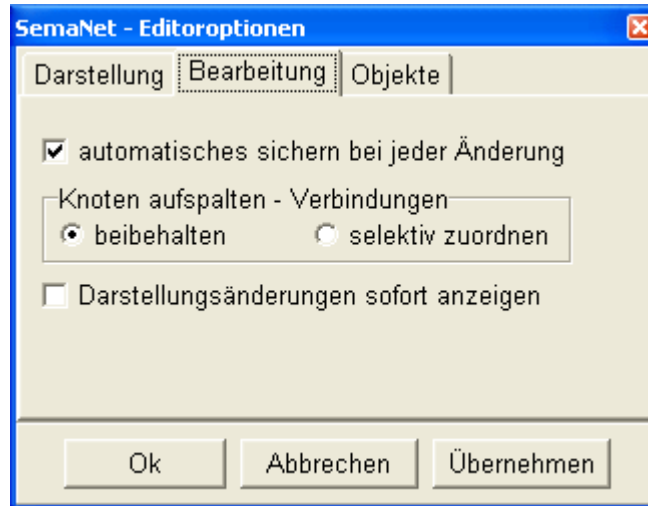 SemaNet - Editoroptionen
Darstellung Bearbeitung Objekte
automatisches sichern bei jeder Änderung
Knoten aufspalten - Verbindungen
beibehalten selektiv zuordnen
Darstellungsänderungen sofort anzeigen
Ok Abbrechen Übernehmen